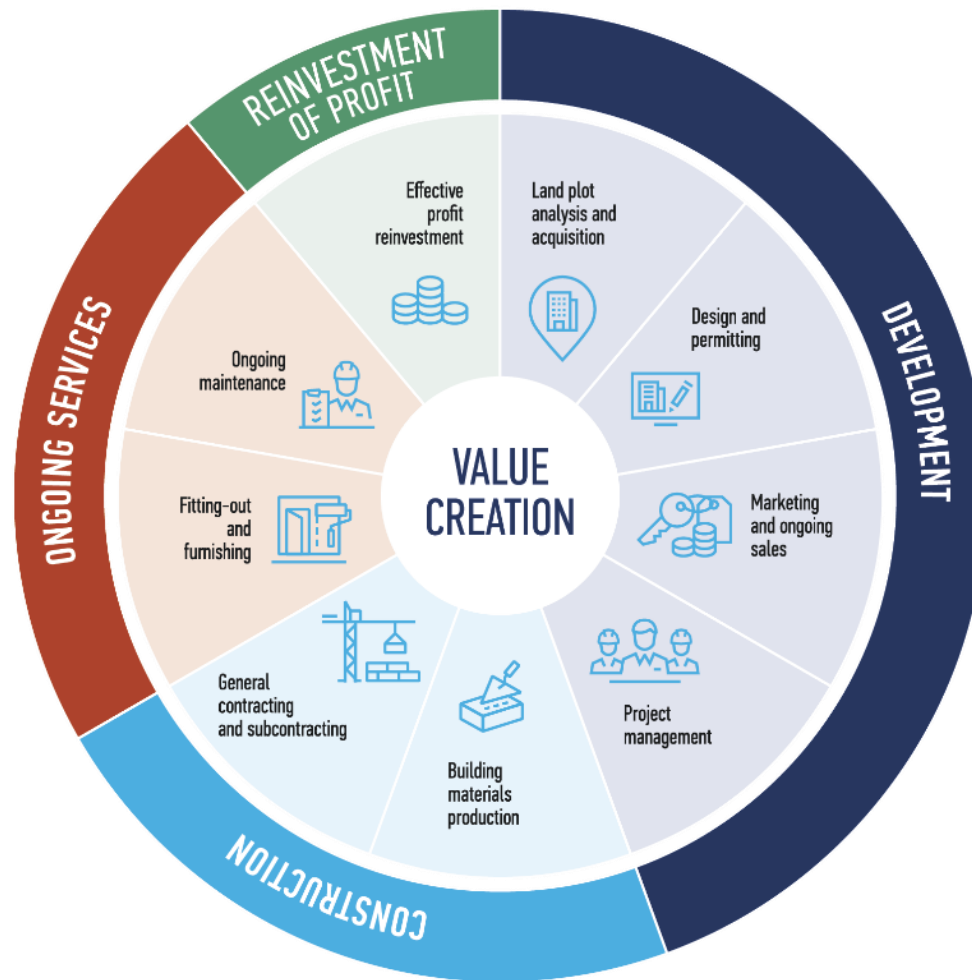 REINVESTMENT
OF PROFIT
DEVELOPMENT
CONSTRUCTION
ONGOING SERVICES
VALUE
CREATION
Land plot
analysis and
acquisition
Design and
permitting
Marketing
and ongoing
sales
Project
management
Building
materials
production
General
contracting
and subcontracting
Fitting-out
and
furnishing
Ongoing
maintenance
Effective
profit
reinvestment